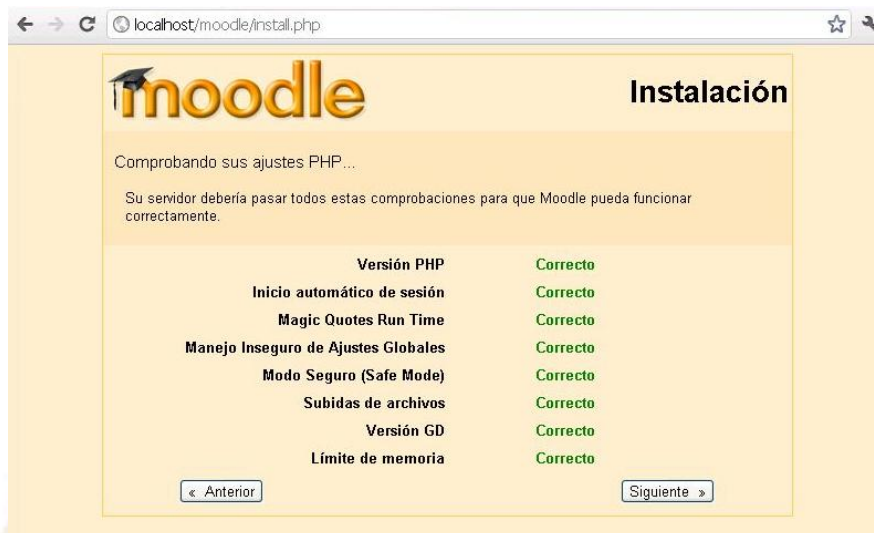 localhost/moodle/install.php
moodle
Instalación
Comprobando sus ajustes PHP...
Su servidor debería pasar todos estas comprobaciones para que Moodle pueda funcionar
correctamente.
Versión PHP Correcto
Inicio automático de sesión Correcto
Magic Quotes Run Time Correcto
Manejo Inseguro de Ajustes Globales Correcto
Modo Seguro (Safe Mode) Correcto
Subidas de archivos Correcto
Versión GD Correcto
Límite de memoria Correcto
« Anterior Siguiente »